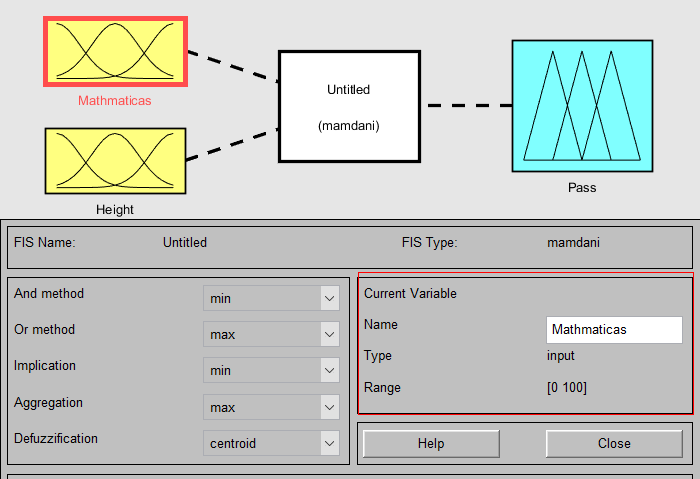 Mathmaticas
Height
Untitled
(mamdani)
Pass
FIS Name: Untitled FIS Type: mamdani
And method min
Or method max
Implication min
Aggregation max
Defuzzification centroid
Current Variable
Name Mathmaticas
Type input
Range [0 100]
Help Close